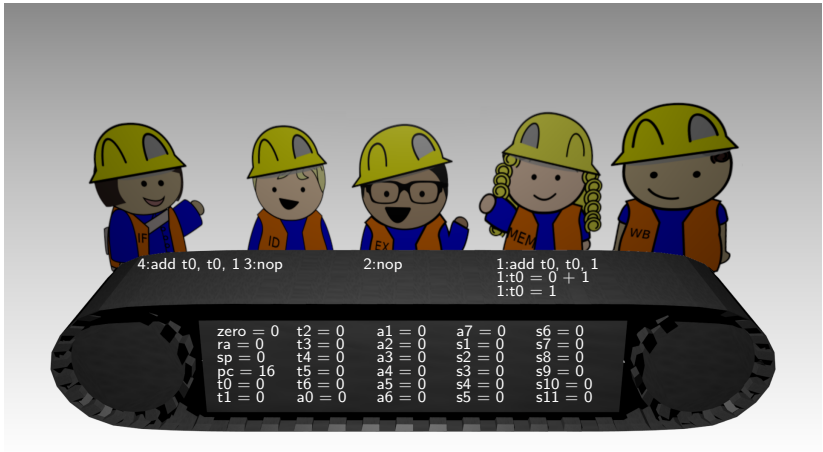 IF
ID
EX
MEM
WB
4:add t0, t0, 1 3:nop 2:nop 1:add t0, t0, 1
1:t0 = 0 + 1
1:t0 = 1
zero = 0 t2 = 0 a1 = 0 a7 = 0 s6 = 0
ra = 0 t3 = 0 a2 = 0 s1 = 0 s7 = 0
sp = 0 t4 = 0 a3 = 0 s2 = 0 s8 = 0
pc = 16 t5 = 0 a4 = 0 s3 = 0 s9 = 0
t0 = 0 t6 = 0 a5 = 0 s4 = 0 s10 = 0
t1 = 0 a0 = 0 a6 = 0 s5 = 0 s11 = 0